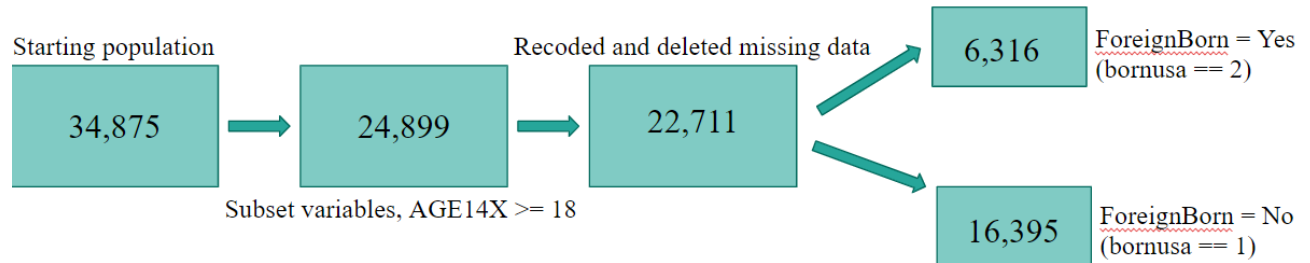 Starting population
34,875
24,899
Subset variables, AGE14X >= 18
Recoded and deleted missing data
22,711
6,316
ForeignBorn = Yes
(bornusa == 2)
16,395
ForeignBorn = No
(bornusa == 1)